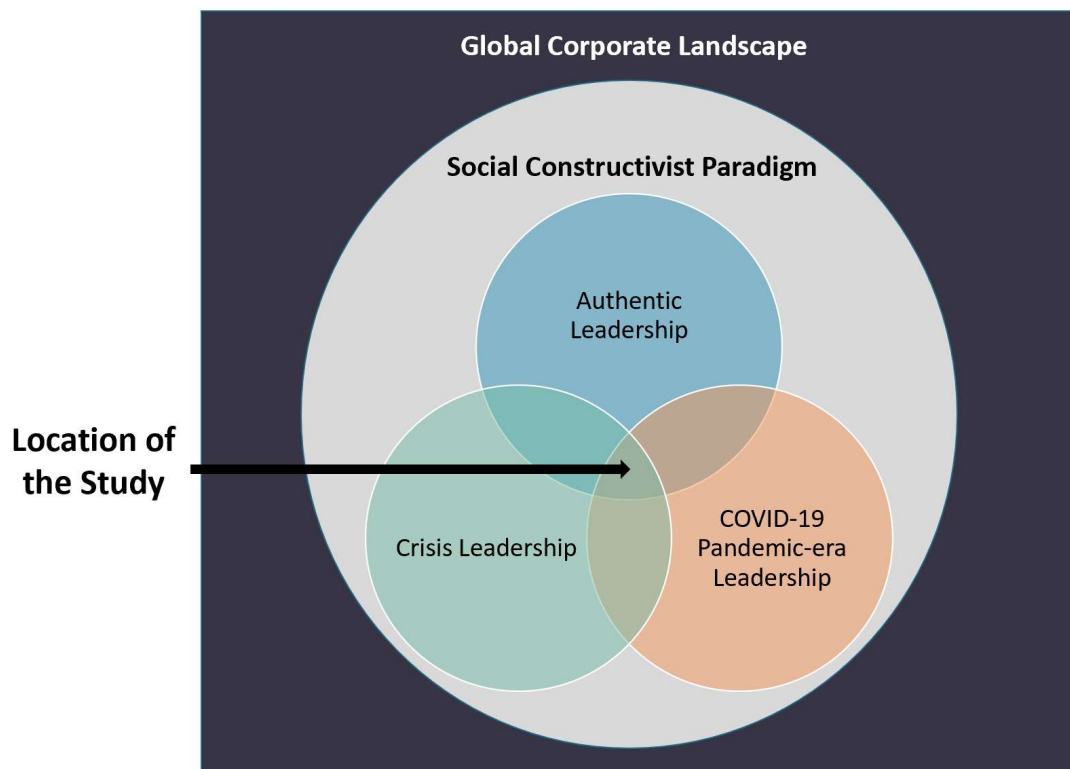 Global Corporate Landscape
Social Constructivist Paradigm
Authentic
Leadership
Location of
the Study
Crisis Leadership
COVID-19
Pandemic-era
Leadership